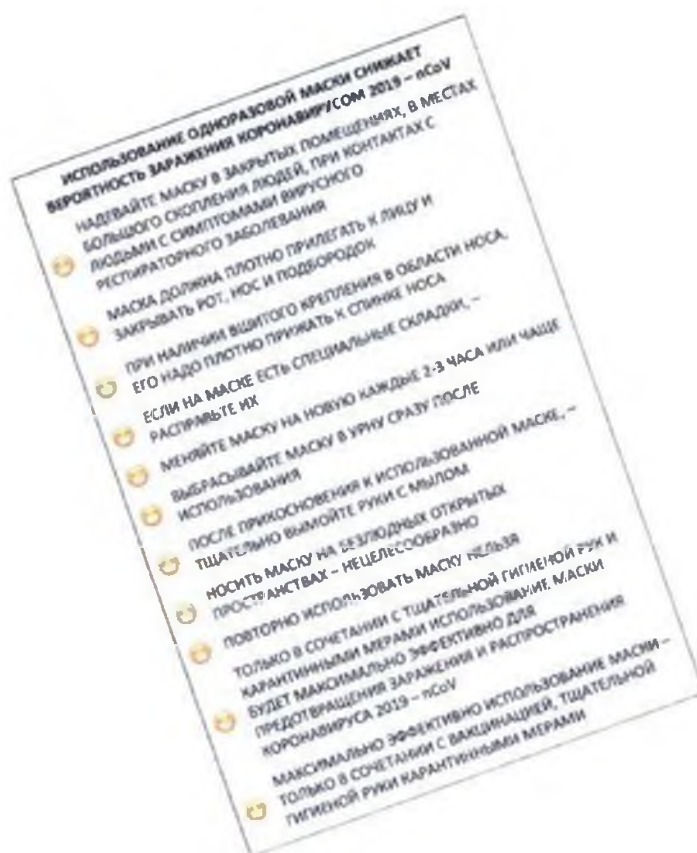 ИСПОЛЬЗОВАНИЕ ОДНОРАЗОВОЙ МАСКИ СНИЖАЕТ
ВЕРОЯТНОСТЬ ЗАРАЖЕНИЯ КОРОНАВИРУСОМ 2019 – nCoV
НАДЕВАЙТЕ МАСКУ В ЗАКРЫТЫХ ПОМЕЩЕНИЯХ, В МЕСТАХ
БОЛЬШОГО СКОПЛЕНИЯ ЛЮДЕЙ, ПРИ КОНТАКТАХ С
ЛЮДЬМИ С СИМПТОМАМИ ВИРУСНОГО
РЕСПИРАТОРНОГО ЗАБОЛЕВАНИЯ
МАСКА ДОЛЖНА ПЛОТНО ПРИЛЕГАТЬ К ЛИЦУ И
ЗАКРЫВАТЬ РОТ, НОС И ПОДБОРОДОК
ПРИ НАЛИЧИИ ВШИТОГО КРЕПЛЕНИЯ В ОБЛАСТИ НОСА,
ЕГО НАДО ПЛОТНО ПРИЖАТЬ К СПИНКЕ НОСА
ЕСЛИ НА МАСКЕ ЕСТЬ СПЕЦИАЛЬНЫЕ СКЛАДКИ, –
РАСПРАВЬТЕ ИХ
МЕНЯЙТЕ МАСКУ НА НОВУЮ КАЖДЫЕ 2-3 ЧАСА ИЛИ ЧАЩЕ
ВЫБРАСЫВАЙТЕ МАСКУ В УРНУ СРАЗУ ПОСЛЕ
ИСПОЛЬЗОВАНИЯ
ПОСЛЕ ПРИКОСНОВЕНИЯ К ИСПОЛЬЗОВАННОЙ МАСКЕ, –
ТЩАТЕЛЬНО ВЫМОЙТЕ РУКИ С МЫЛОМ
НОСИТЬ МАСКУ НА БЕЗЛЮДНЫХ ОТКРЫТЫХ
ПРОСТРАНСТВАХ – НЕЦЕЛЕСООБРАЗНО
ПОВТОРНО ИСПОЛЬЗОВАТЬ МАСКУ НЕЛЬЗЯ
ТОЛЬКО В СОЧЕТАНИИ С ТЩАТЕЛЬНОЙ ГИГИЕНОЙ РУК И
КАРАНТИННЫМИ МЕРАМИ ИСПОЛЬЗОВАНИЕ МАСКИ
БУДЕТ МАКСИМАЛЬНО ЭФФЕКТИВНО ДЛЯ
ПРЕДОТВРАЩЕНИЯ ЗАРАЖЕНИЯ И РАСПРОСТРАНЕНИЯ
КОРОНАВИРУСА 2019 – nCoV
МАКСИМАЛЬНО ЭФФЕКТИВНО ИСПОЛЬЗОВАНИЕ МАСКИ –
ТОЛЬКО В СОЧЕТАНИИ С ВАКЦИНАЦИЕЙ, ТЩАТЕЛЬНОЙ
ГИГИЕНОЙ РУКИ КАРАНТИННЫМИ МЕРАМИ